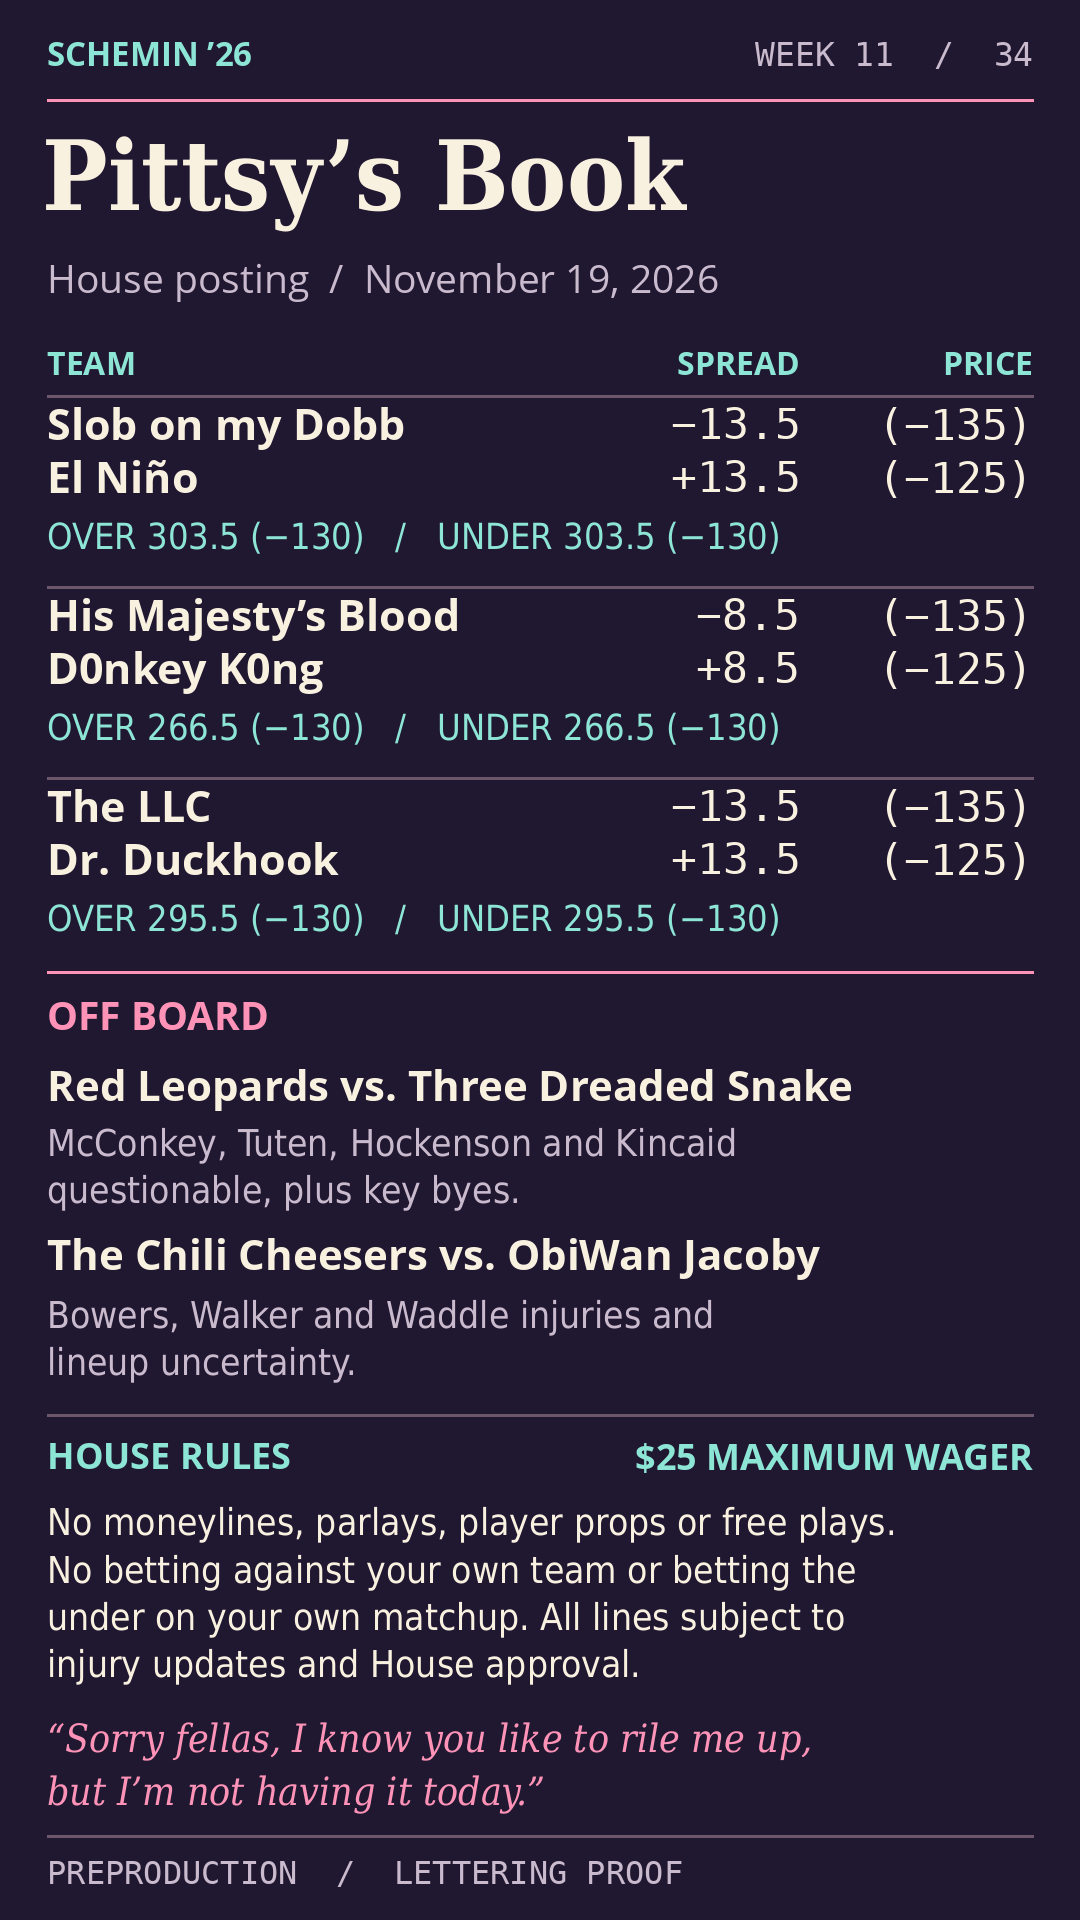 SCHEMIN ’26 WEEK 11 / 34
Pittsy’s Book
House posting / November 19, 2026
TEAM SPREAD PRICE
Slob on my Dobb −13.5 (−135)
El Niño +13.5 (−125)
OVER 303.5 (−130) / UNDER 303.5 (−130)
His Majesty’s Blood −8.5 (−135)
D0nkey K0ng +8.5 (−125)
OVER 266.5 (−130) / UNDER 266.5 (−130)
The LLC −13.5 (−135)
Dr. Duckhook +13.5 (−125)
OVER 295.5 (−130) / UNDER 295.5 (−130)
OFF BOARD
Red Leopards vs. Three Dreaded Snake
McConkey, Tuten, Hockenson and Kincaid
questionable, plus key byes.
The Chili Cheesers vs. ObiWan Jacoby
Bowers, Walker and Waddle injuries and
lineup uncertainty.
HOUSE RULES $25 MAXIMUM WAGER
No moneylines, parlays, player props or free plays.
No betting against your own team or betting the
under on your own matchup. All lines subject to
injury updates and House approval.
“Sorry fellas, I know you like to rile me up,
but I’m not having it today.”
PREPRODUCTION / LETTERING PROOF